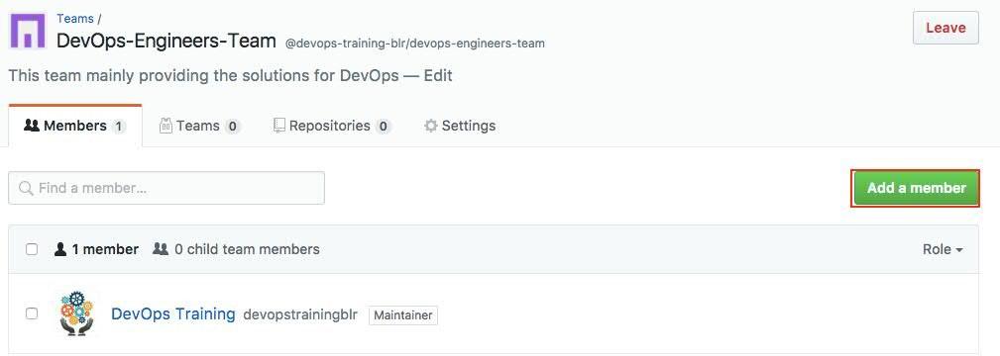 Teams /
DevOps-Engineers-Team @devops-training-blr/devops-engineers-team
Leave
This team mainly providing the solutions for DevOps — Edit
Members 1 Teams 0 Repositories 0 Settings
Find a member...
Add a member
1 member 0 child team members Role
DevOps Training devopstrainingblr Maintainer